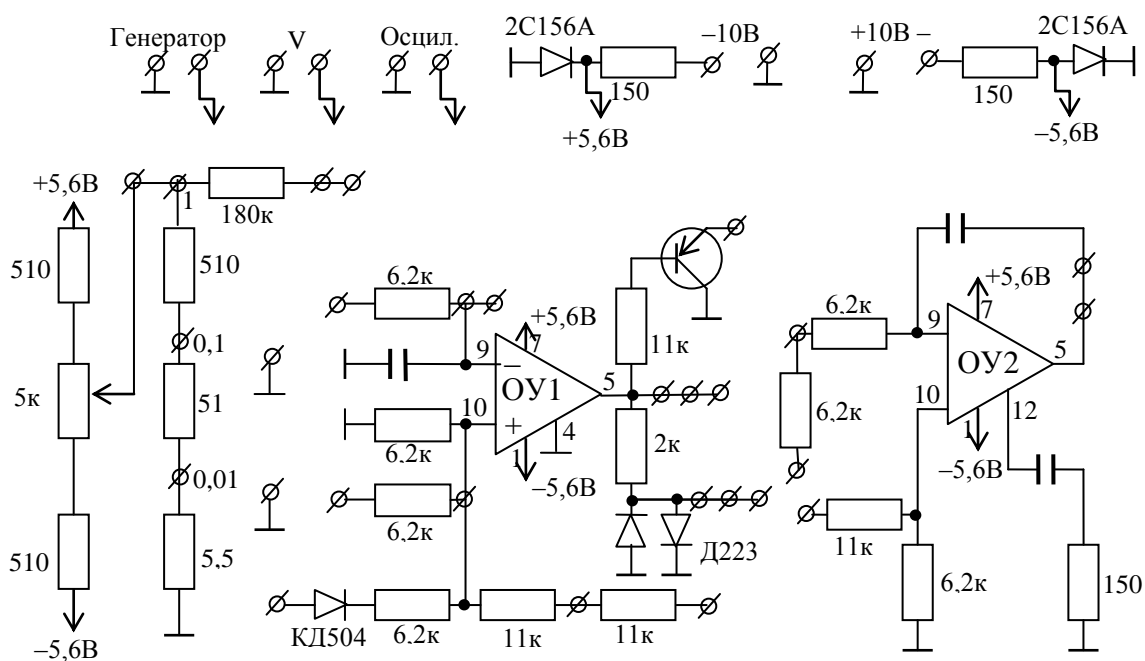 Генератор
V
Осцил.
2С156А
–10В
150
+5,6В
+10В –
2С156А
150
–5,6В
+5,6В
1
180к
510
510
0,1
5к
51
0,01
510
5,5
–5,6В
6,2к
+5,6В
7
9
–
ОУ1
5
10
+
4
1
–5,6В
6,2к
6,2к
11к
2к
Д223
КД504
6,2к
11к
11к
6,2к
+5,6В
7
9
ОУ2
5
10
12
1
–5,6В
6,2к
11к
6,2к
150